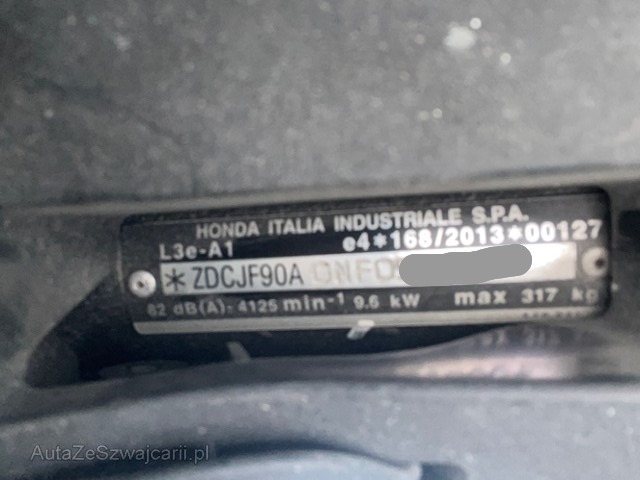 HONDA ITALIA INDUSTRIALE S.P.A.
L3e-A1 e4*168/2013*00127
*ZDCJF90A0NF0
82 dB(A)- 4125 min-1 9.6 kW max 317 kg
AutaZeSzwajcarii.pl